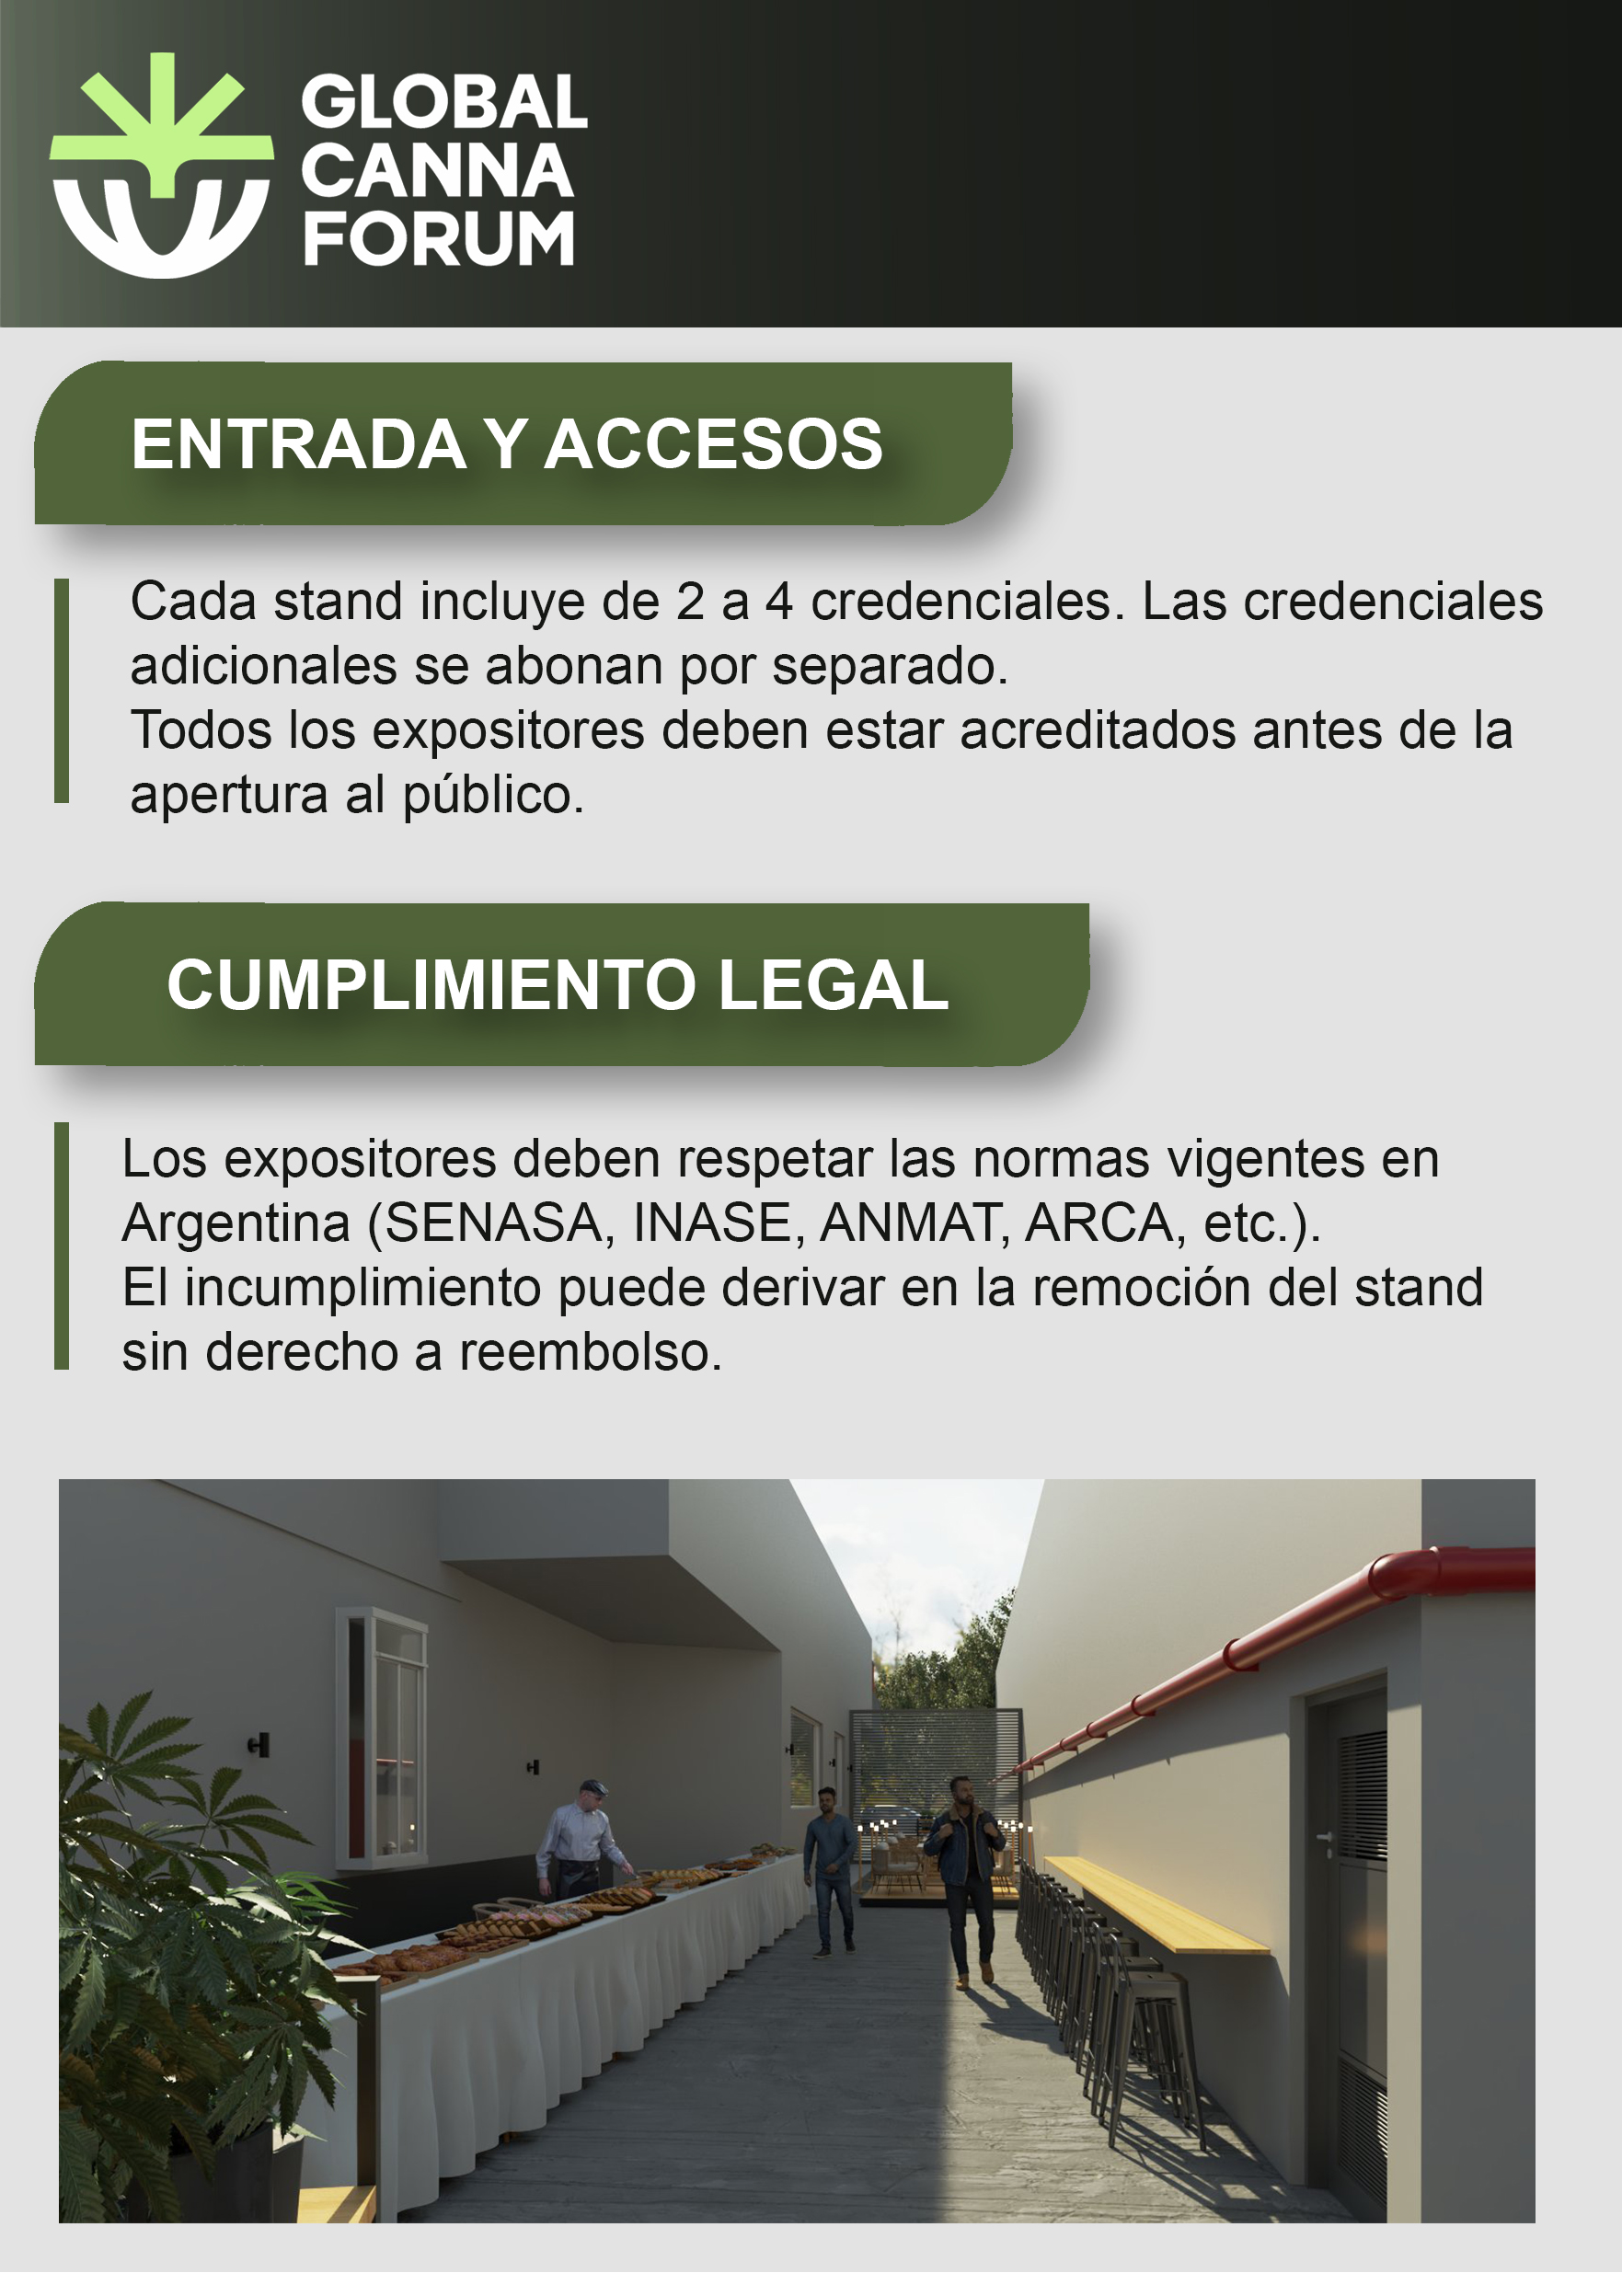 GLOBAL
CANNA
FORUM
ENTRADA Y ACCESOS
Cada stand incluye de 2 a 4 credenciales. Las credenciales
adicionales se abonan por separado.
Todos los expositores deben estar acreditados antes de la
apertura al público.
CUMPLIMIENTO LEGAL
Los expositores deben respetar las normas vigentes en
Argentina (SENASA, INASE, ANMAT, ARCA, etc.).
El incumplimiento puede derivar en la remoción del stand
sin derecho a reembolso.